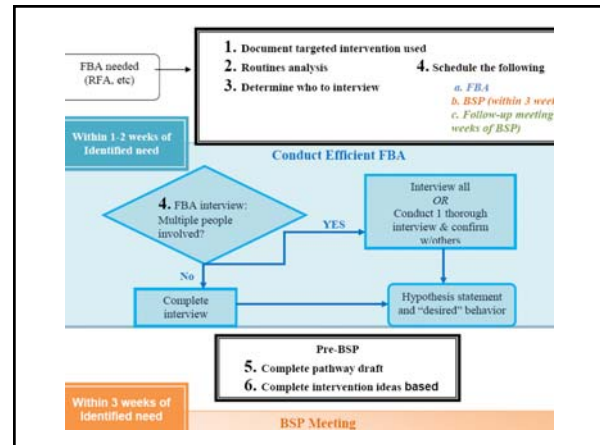 FBA needed
(RFA, etc)
1. Document targeted intervention used
2. Routines analysis
3. Determine who to interview
4. Schedule the following
a. FBA
b. BSP (within 3 wee
c. Follow-up meeting
weeks of BSP)
Within 1-2 weeks of
Identified need
Conduct Efficient FBA
4. FBA interview:
Multiple people
involved?
YES
Interview all
OR
Conduct 1 thorough
interview & confirm
w/others
No
Complete
interview
Hypothesis statement
and "desired" behavior
Pre-BSP
5. Complete pathway draft
6. Complete intervention ideas based
Within 3 weeks of
Identified need
BSP Meeting